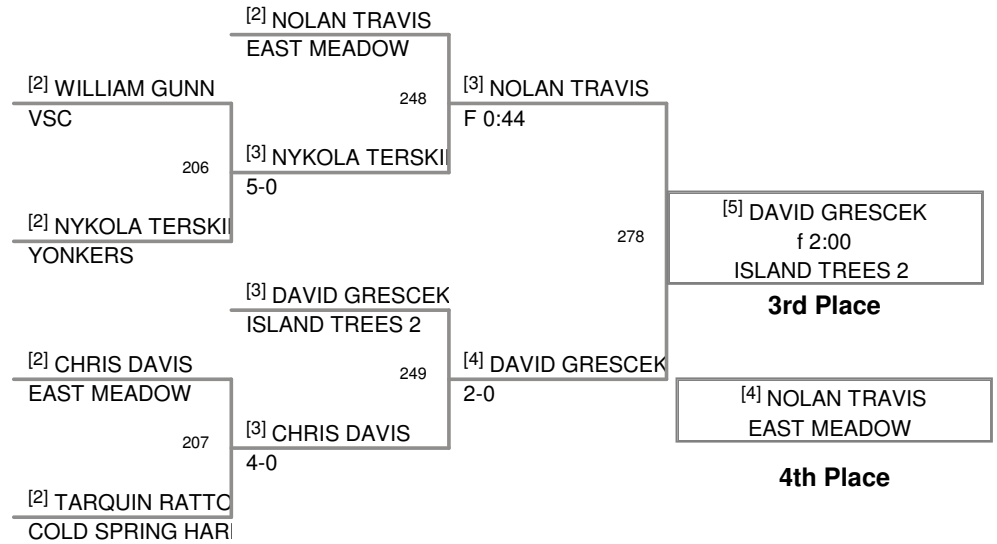 [2] NOLAN TRAVIS
EAST MEADOW
[2] WILLIAM GUNN
VSC
248
[3] NOLAN TRAVIS
F 0:44
206
[3] NYKOLA TERSKI
5-0
[2] NYKOLA TERSKI
YONKERS
278
[5] DAVID GRESCEK
f 2:00
ISLAND TREES 2
3rd Place
[3] DAVID GRESCEK
ISLAND TREES 2
[2] CHRIS DAVIS
EAST MEADOW
249
[4] DAVID GRESCEK
2-0
[4] NOLAN TRAVIS
EAST MEADOW
4th Place
207
[3] CHRIS DAVIS
4-0
[2] TARQUIN RATTO
COLD SPRING HAR